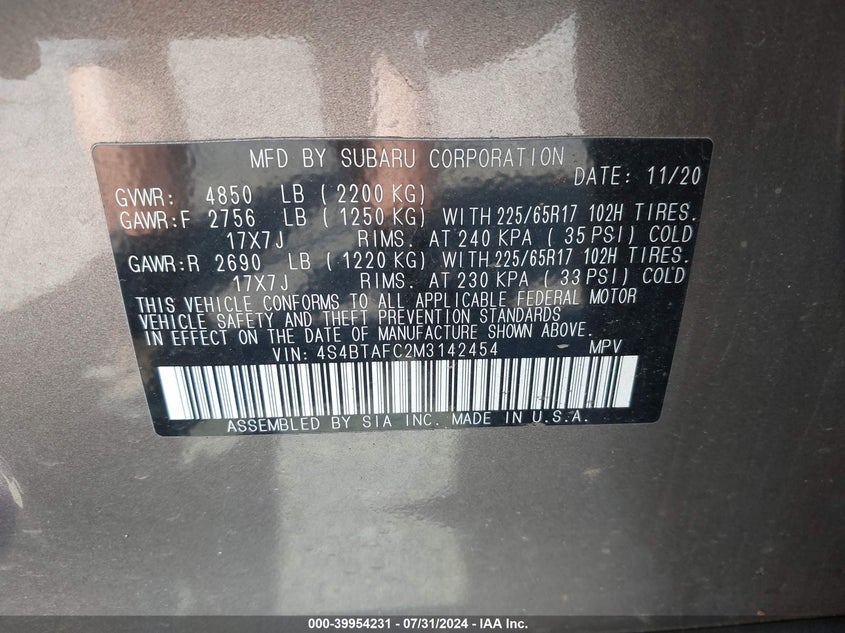 MFD BY SUBARU CORPORATION
DATE: 11/20
GVWR: 4850 LB ( 2200 KG)
GAWR:F 2756 LB ( 1250 KG) WITH 225/65R17 102H TIRES.
17X7J RIMS. AT 240 KPA ( 35 PSI) COLD
GAWR:R 2690 LB ( 1220 KG) WITH 225/65R17 102H TIRES.
17X7J RIMS. AT 230 KPA ( 33 PSI) COLD
THIS VEHICLE CONFORMS TO ALL APPLICABLE FEDERAL MOTOR
VEHICLE SAFETY AND THEFT PREVENTION STANDARDS
IN EFFECT ON THE DATE OF MANUFACTURE SHOWN ABOVE.
VIN: 4S4BTAFC2M3142454 MPV
ASSEMBLED BY SIA INC. MADE IN U.S.A.
000-39954231 - 07/31/2024 - IAA Inc.